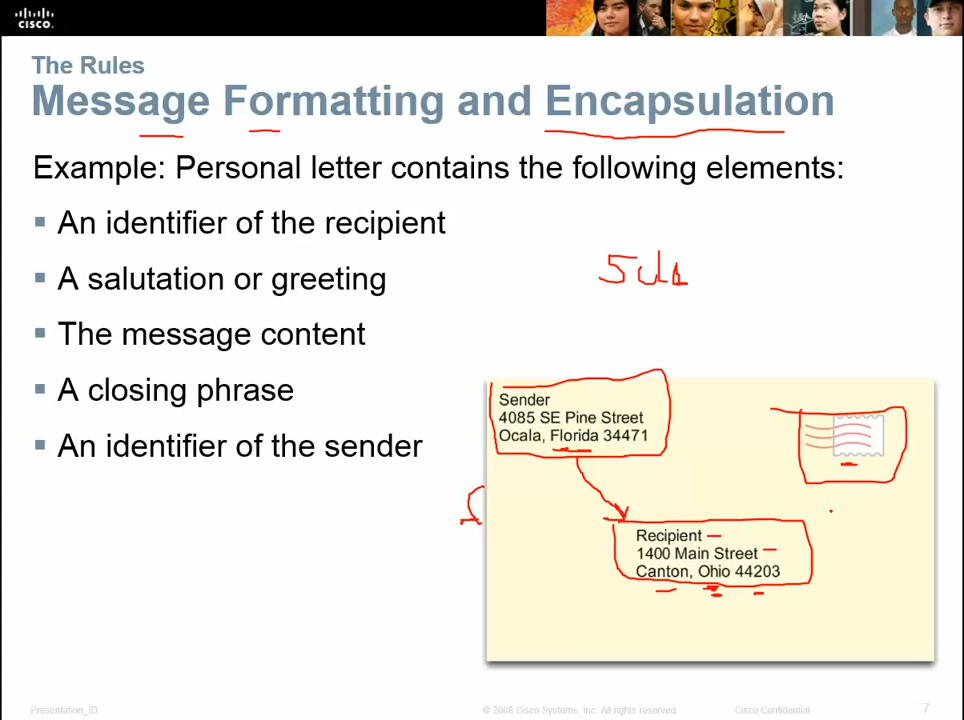 cisco.
The Rules
Message Formatting and Encapsulation
Example: Personal letter contains the following elements:
▪ An identifier of the recipient
▪ A salutation or greeting
▪ The message content
▪ A closing phrase
▪ An identifier of the sender
Sender
4085 SE Pine Street
Ocala, Florida 34471
Recipient
1400 Main Street
Canton, Ohio 44203
Presentation_ID
© 2008 Cisco Systems, Inc. All rights reserved.
Cisco Confidential
7